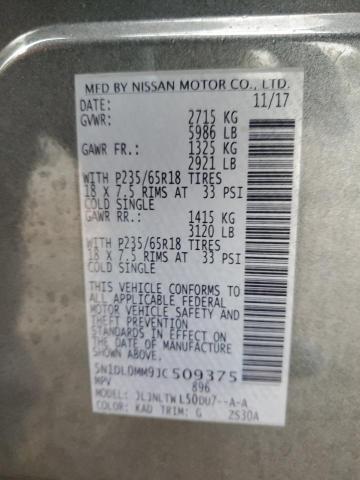 MFD BY NISSAN MOTOR CO., LTD.
DATE: 11/17
GVWR: 2715 KG
5986 LB
GAWR FR.: 1325 KG
2921 LB
WITH P235/65R18 TIRES
18 X 7.5 RIMS AT 33 PSI
COLD SINGLE
GAWR RR.: 1415 KG
3120 LB
WITH P235/65R18 TIRES
18 X 7.5 RIMS AT 33 PSI
COLD SINGLE
THIS VEHICLE CONFORMS TO
ALL APPLICABLE FEDERAL
MOTOR VEHICLE SAFETY AND
THEFT PREVENTION
STANDARDS IN EFFECT ON
THE DATE OF MANUFACTURE
SHOWN ABOVE.
5N1DL0MM9JC509375
MPV 896
MODEL: JLJNLTWL50DU7--A-A
COLOR: KAD TRIM: G ZS30A